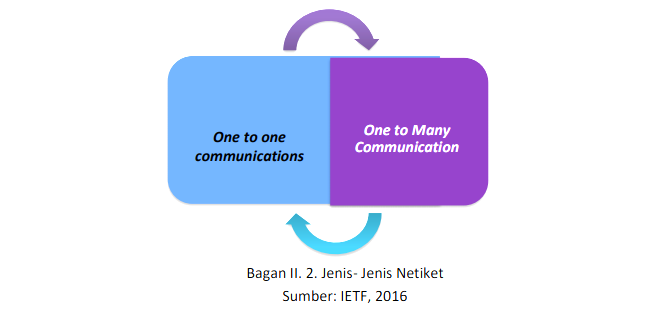 One to one
communications
One to Many
Communication
Bagan II. 2. Jenis- Jenis Netiket
Sumber: IETF, 2016